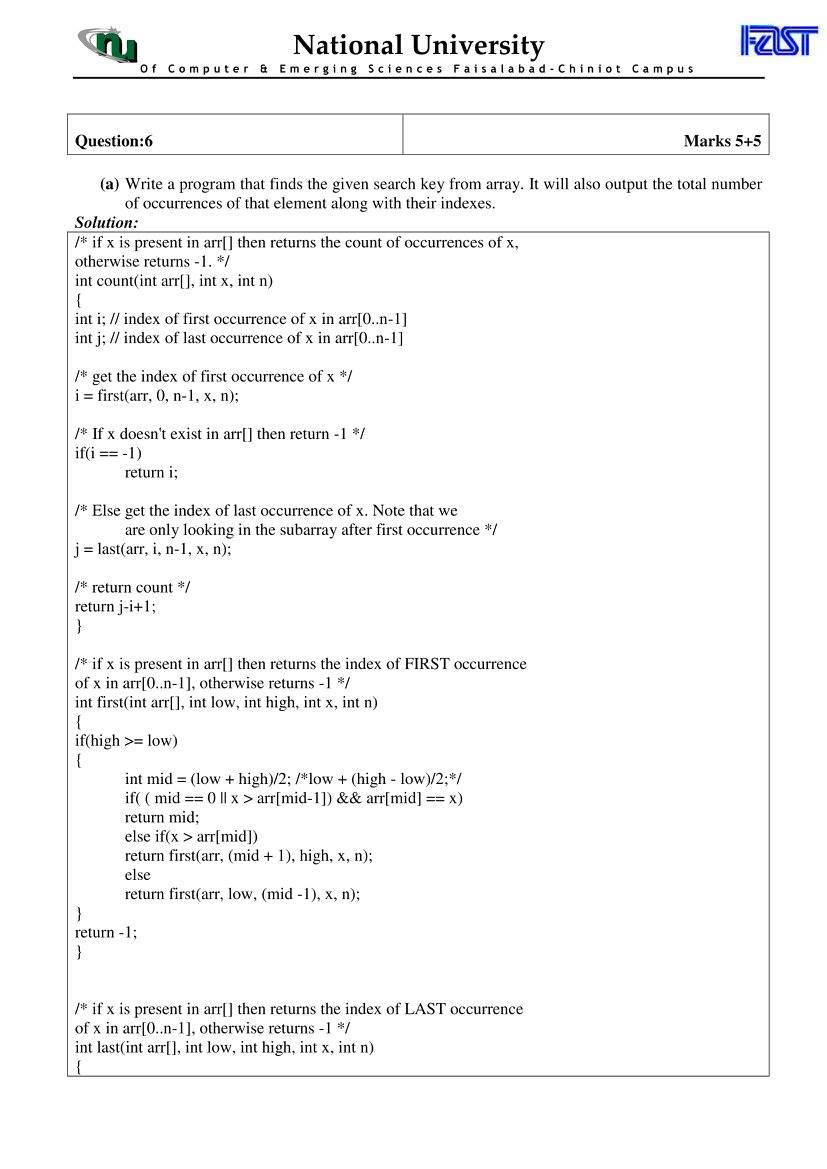 nu
National University
FAST
Of Computer & Emerging Sciences Faisalabad-Chiniot Campus
Question:6
Marks 5+5
(a) Write a program that finds the given search key from array. It will also output the total number
of occurrences of that element along with their indexes.
Solution:
/* if x is present in arr[] then returns the count of occurrences of x,
otherwise returns -1. */
int count(int arr[], int x, int n)
{
int i; // index of first occurrence of x in arr[0..n-1]
int j; // index of last occurrence of x in arr[0..n-1]
/* get the index of first occurrence of x */
i = first(arr, 0, n-1, x, n);
/* If x doesn't exist in arr[] then return -1 */
if(i == -1)
return i;
/* Else get the index of last occurrence of x. Note that we
are only looking in the subarray after first occurrence */
j = last(arr, i, n-1, x, n);
/* return count */
return j-i+1;
}
/* if x is present in arr[] then returns the index of FIRST occurrence
of x in arr[0..n-1], otherwise returns -1 */
int first(int arr[], int low, int high, int x, int n)
{
if(high >= low)
{
int mid = (low + high)/2; /*low + (high - low)/2;*/
if( ( mid == 0 || x > arr[mid-1]) && arr[mid] == x)
return mid;
else if(x > arr[mid])
return first(arr, (mid + 1), high, x, n);
else
return first(arr, low, (mid -1), x, n);
}
return -1;
}
/* if x is present in arr[] then returns the index of LAST occurrence
of x in arr[0..n-1], otherwise returns -1 */
int last(int arr[], int low, int high, int x, int n)
{